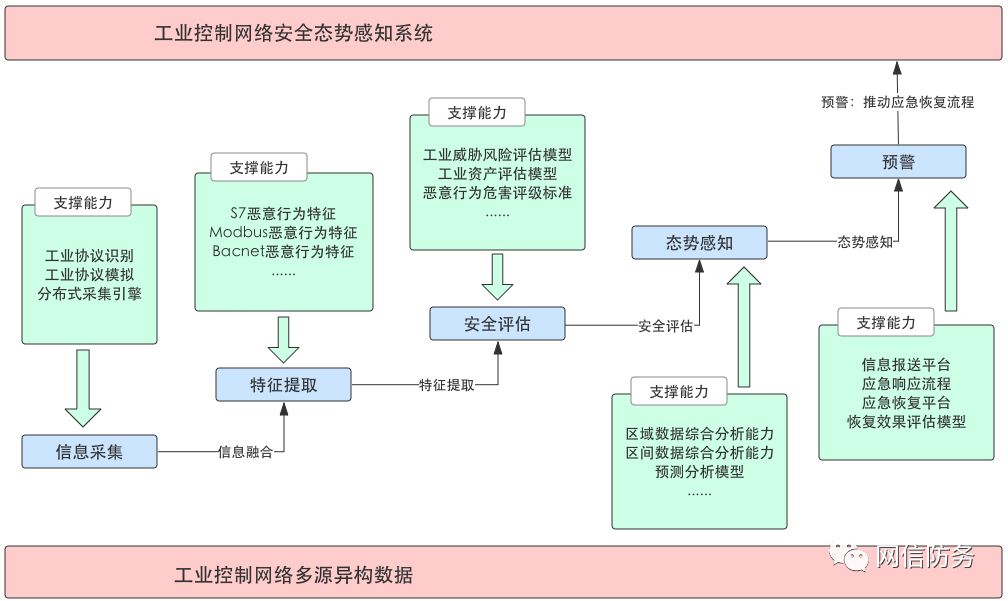 工业控制网络安全态势感知系统
预警：推动应急恢复流程
支撑能力
工业威胁风险评估模型
工业资产评估模型
恶意行为危害评级标准
......
预警
支撑能力
S7恶意行为特征
Modbus恶意行为特征
Bacnet恶意行为特征
......
支撑能力
工业协议识别
工业协议模拟
分布式采集引擎
态势感知
态势感知
安全评估
安全评估
支撑能力
信息报送平台
应急响应流程
应急恢复平台
恢复效果评估模型
特征提取
特征提取
支撑能力
区域数据综合分析能力
区间数据综合分析能力
预测分析模型
......
信息采集
信息融合
工业控制网络多源异构数据
网信防务